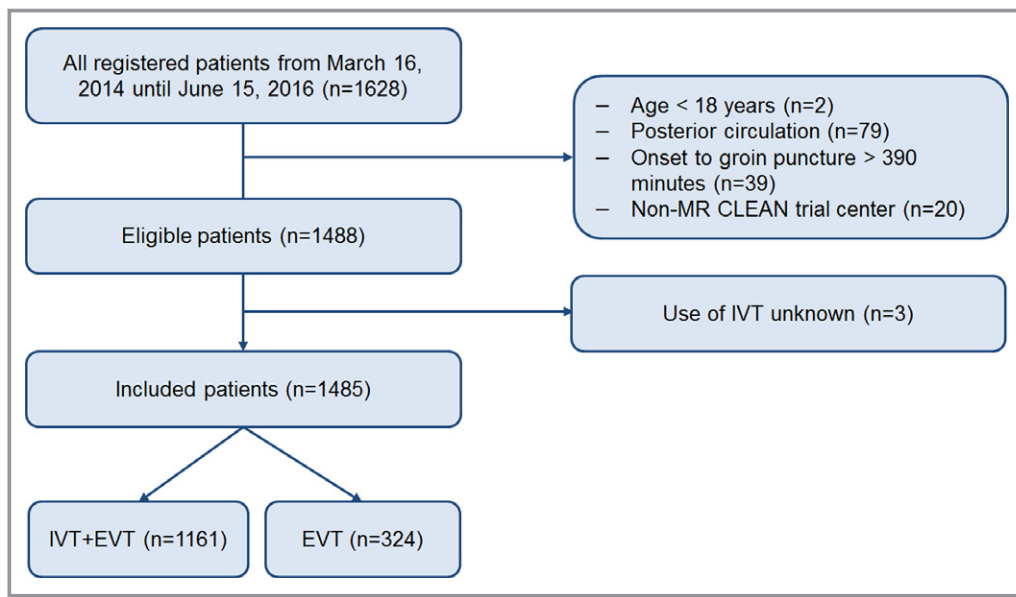 All registered patients from March 16,
2014 until June 15, 2016 (n=1628)
– Age < 18 years (n=2)
– Posterior circulation (n=79)
– Onset to groin puncture > 390
minutes (n=39)
– Non-MR CLEAN trial center (n=20)
Eligible patients (n=1488)
Use of IVT unknown (n=3)
Included patients (n=1485)
IVT+EVT (n=1161)
EVT (n=324)